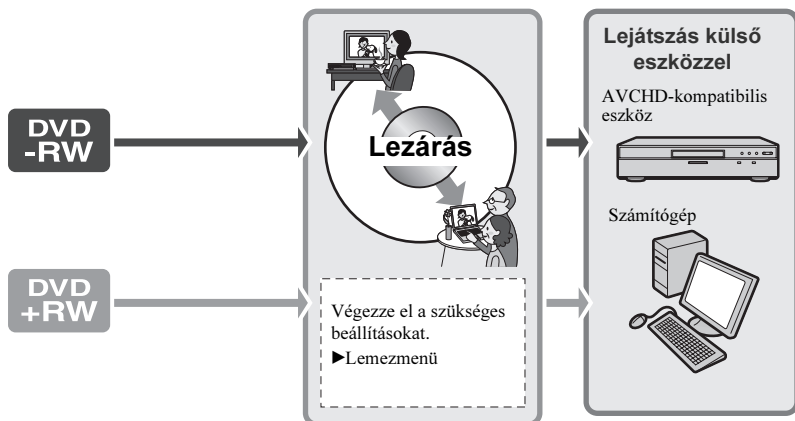 DVD
-RW
Lezárás
Lejátszás külső
eszközzel
AVCHD-kompatibilis
eszköz
Számítógép
DVD
+RW
Végezze el a szükséges
beállításokat.
►Lemezmenü